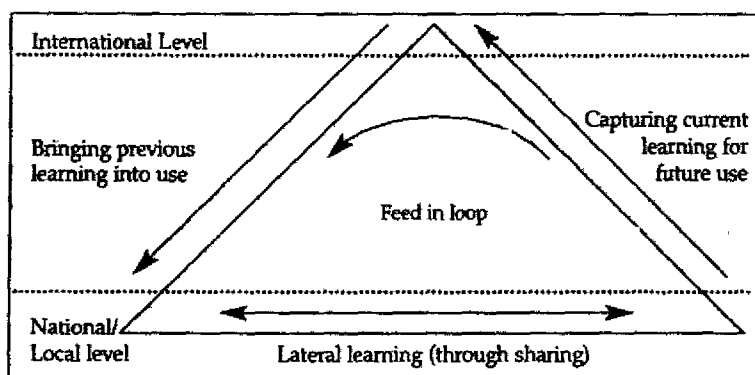 International Level
Bringing previous
learning into use
Capturing current
learning for
future use
Feed in loop
National/
Local level
Lateral learning (through sharing)